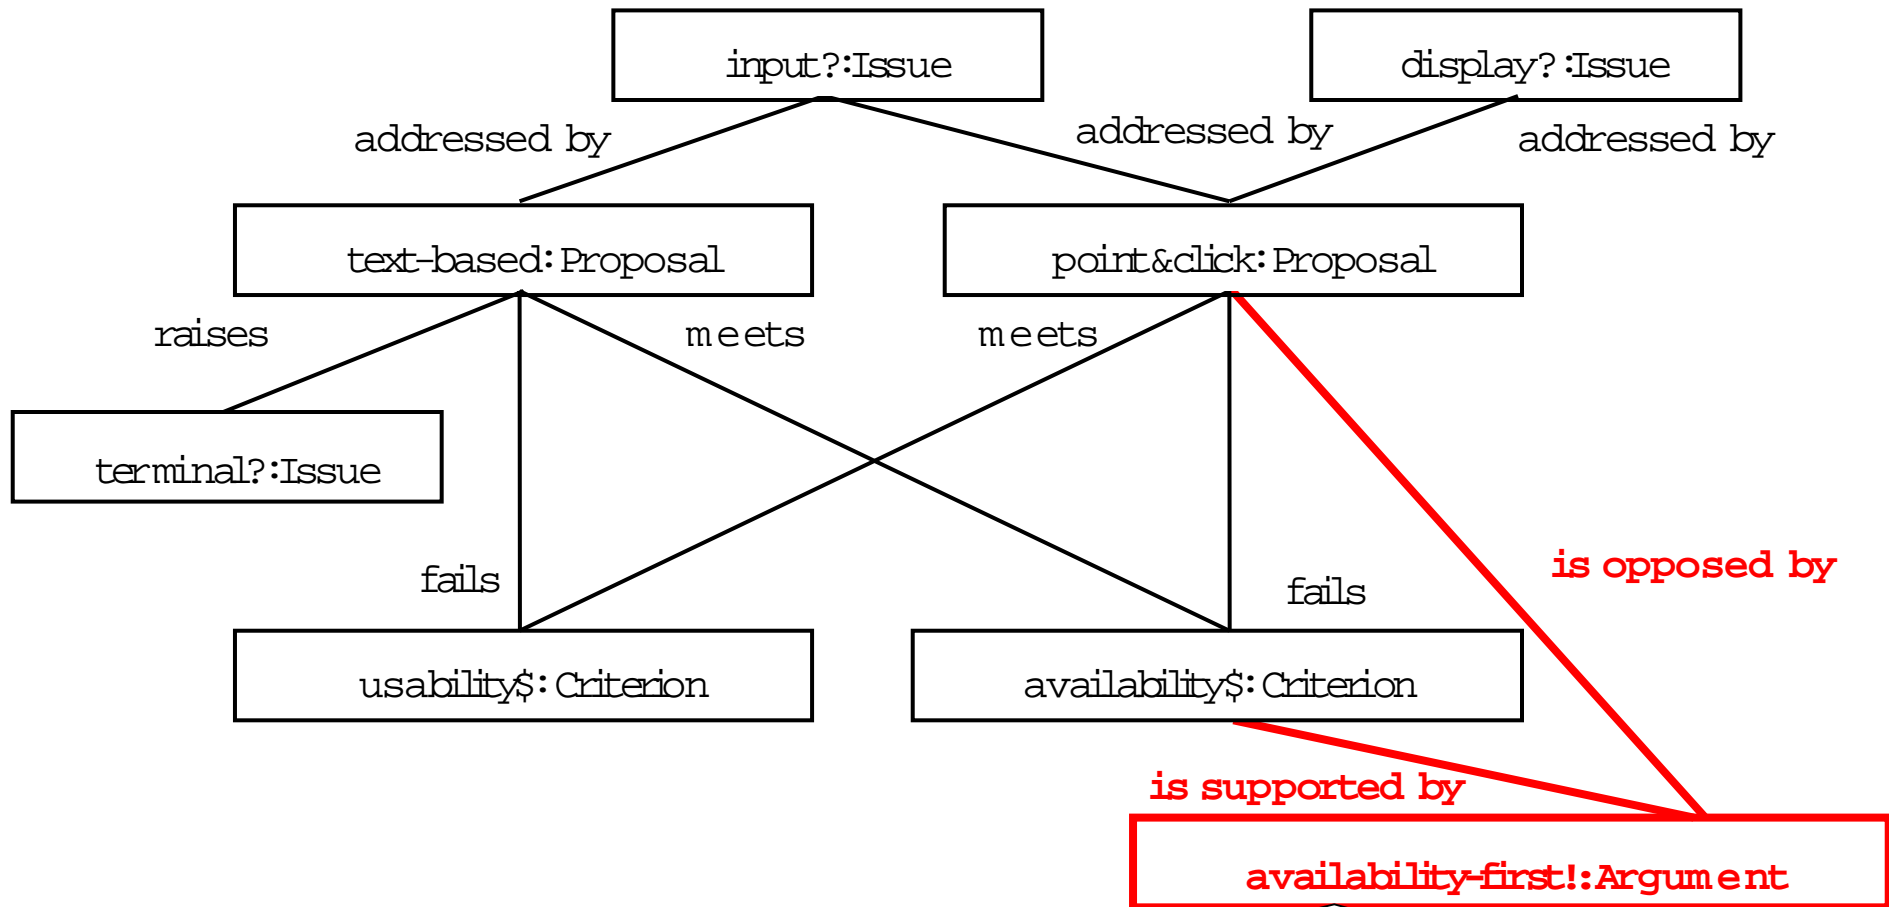 input?:Issue
display?:Issue
addressed by
addressed by
addressed by
text-based:Proposal
point&click:Proposal
raises
meets
meets
terminal?:Issue
fails
is opposed by
fails
usability$:Criterion
availability$:Criterion
is supported by
availability-first!:Argument